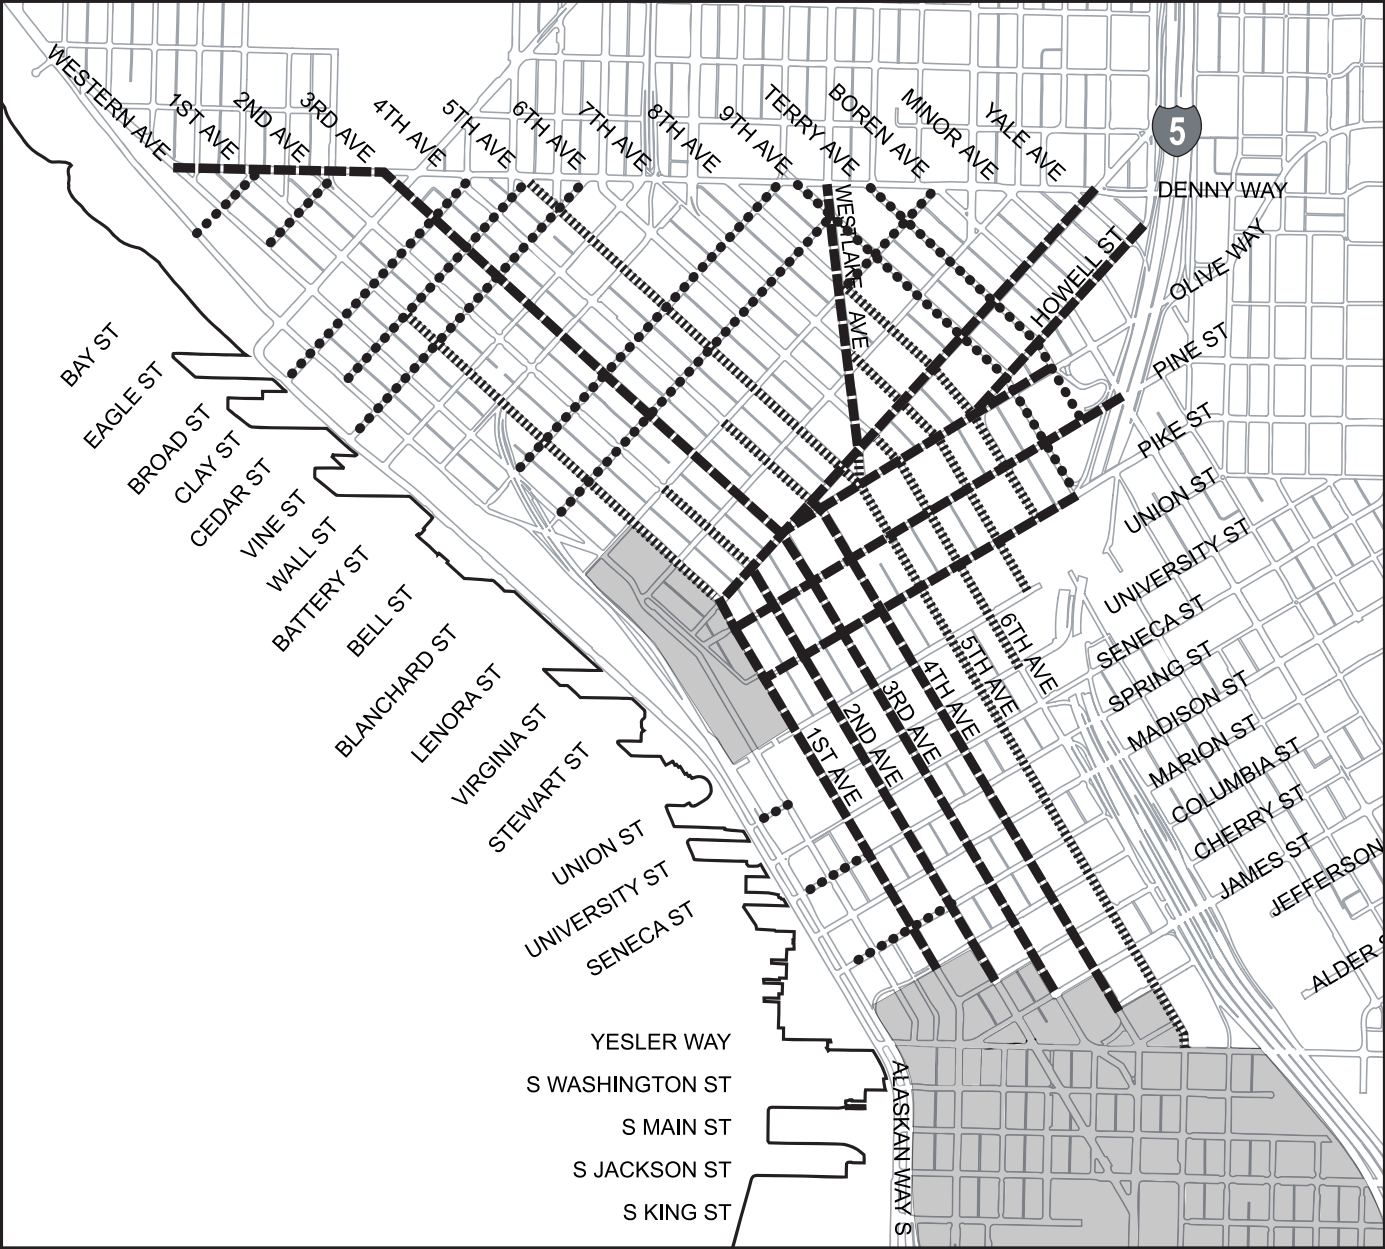 WESTERN AVE
1ST AVE
2ND AVE
3RD AVE
4TH AVE
5TH AVE
6TH AVE
7TH AVE
8TH AVE
9TH AVE
TERRY AVE
BOREN AVE
MINOR AVE
YALE AVE
5
DENNY WAY
WESTLAKE AVE
HOWELL ST
OLIVE WAY
PINE ST
PIKE ST
UNION ST
UNIVERSITY ST
SENECA ST
SPRING ST
MADISON ST
MARION ST
COLUMBIA ST
CHERRY ST
JAMES ST
JEFFERSON
ALDER S
BAY ST
EAGLE ST
BROAD ST
CLAY ST
CEDAR ST
VINE ST
WALL ST
BATTERY ST
BELL ST
BLANCHARD ST
LENORA ST
VIRGINIA ST
STEWART ST
UNION ST
UNIVERSITY ST
SENECA ST
1ST AVE
2ND AVE
3RD AVE
4TH AVE
5TH AVE
6TH AVE
YESLER WAY
S WASHINGTON ST
S MAIN ST
S JACKSON ST
S KING ST
ALASKAN WAY S